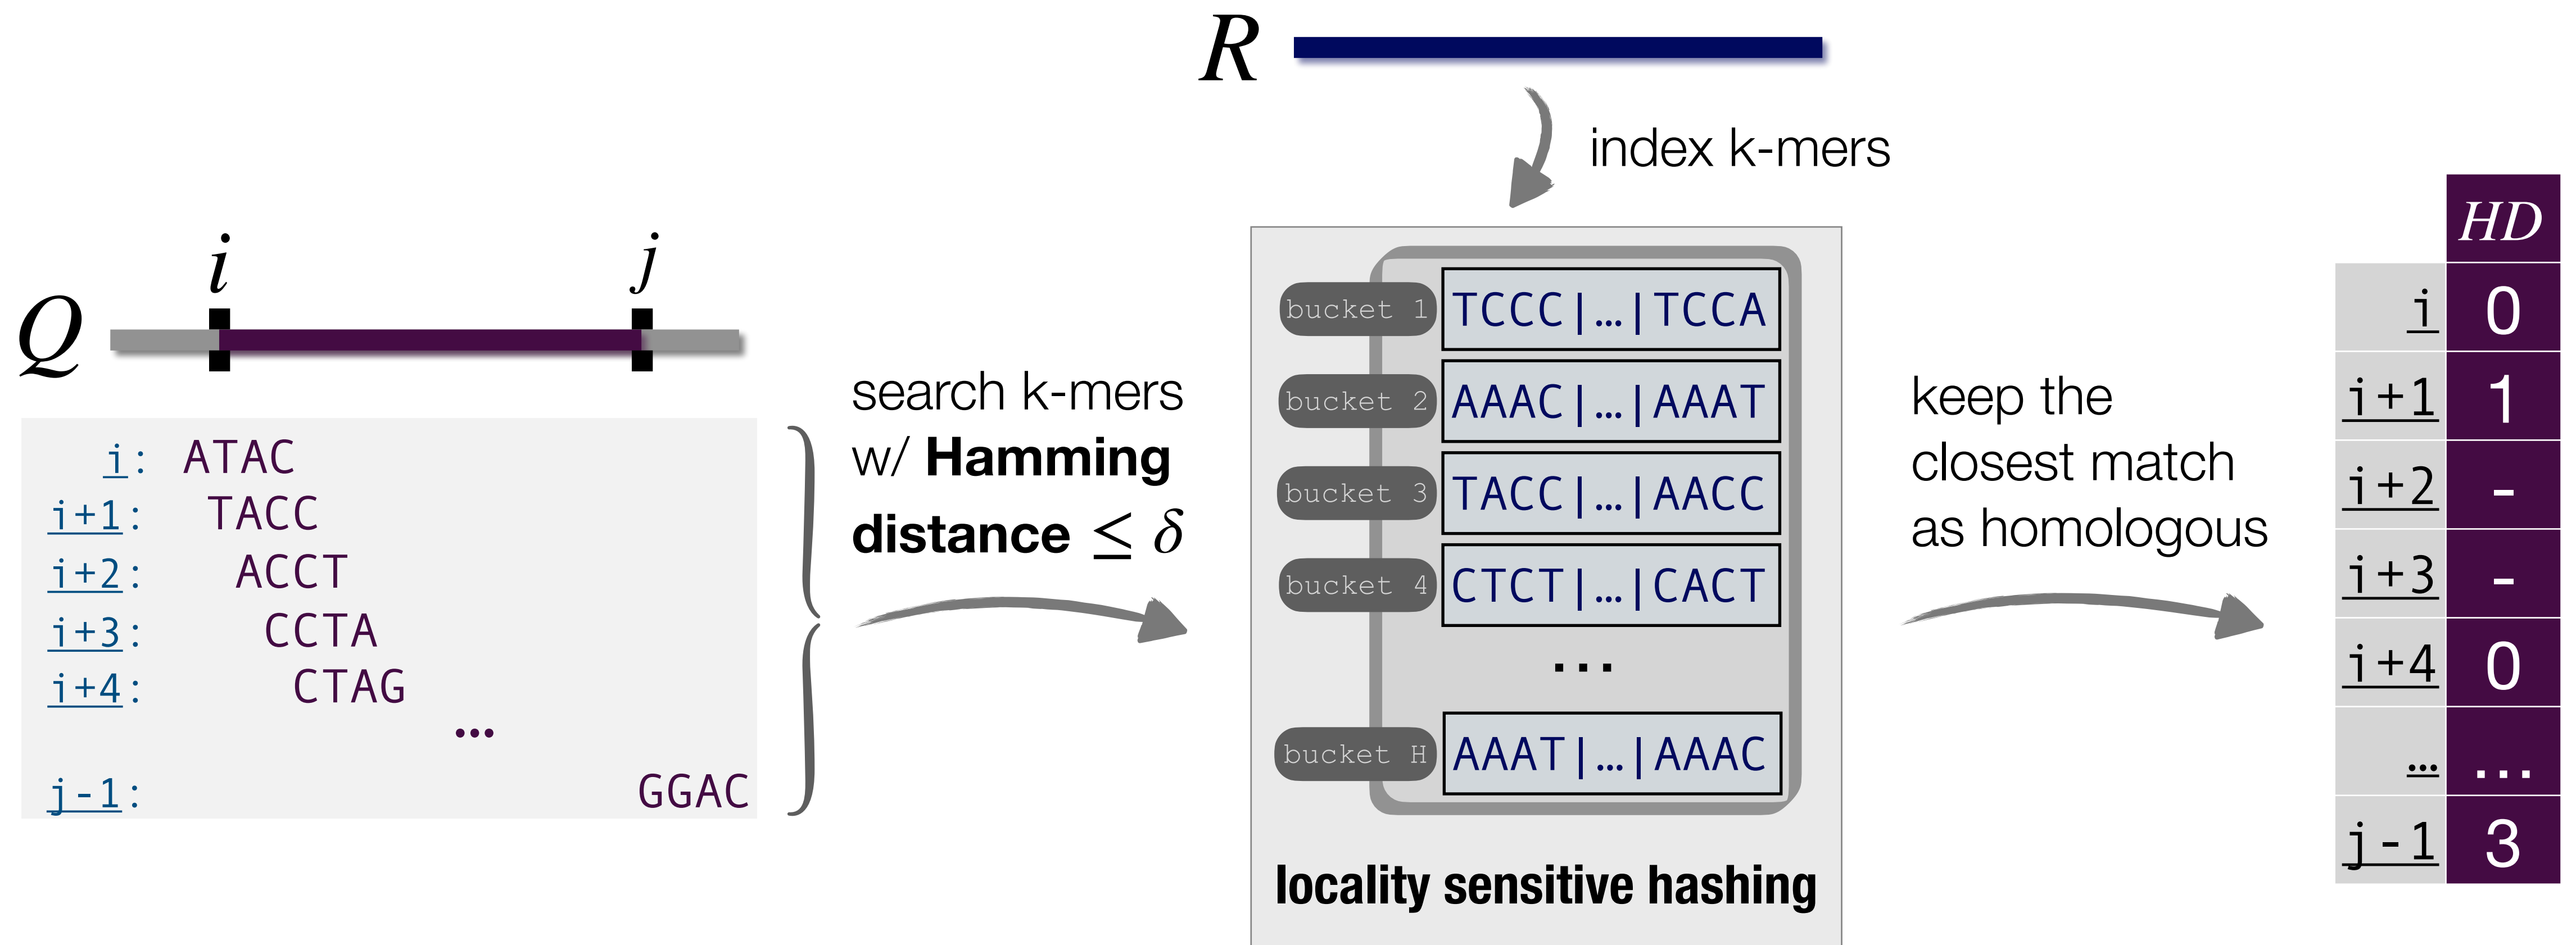 R
index k-mers
i
j
Q
i: ATAC
i+1: TACC
i+2: ACCT
i+3: CCTA
i+4: CTAG
...
j-1: GGAC
search k-mers
w/ Hamming
distance ≤ δ
bucket 1 TCCC|...|TCCA
bucket 2 AAAC|...|AAAT
bucket 3 TACC|...|AACC
bucket 4 CTCT|...|CACT
...
bucket H AAAT|...|AAAC
locality sensitive hashing
keep the
closest match
as homologous
HD
i 0
i+1 1
i+2 -
i+3 -
i+4 0
... ...
j-1 3